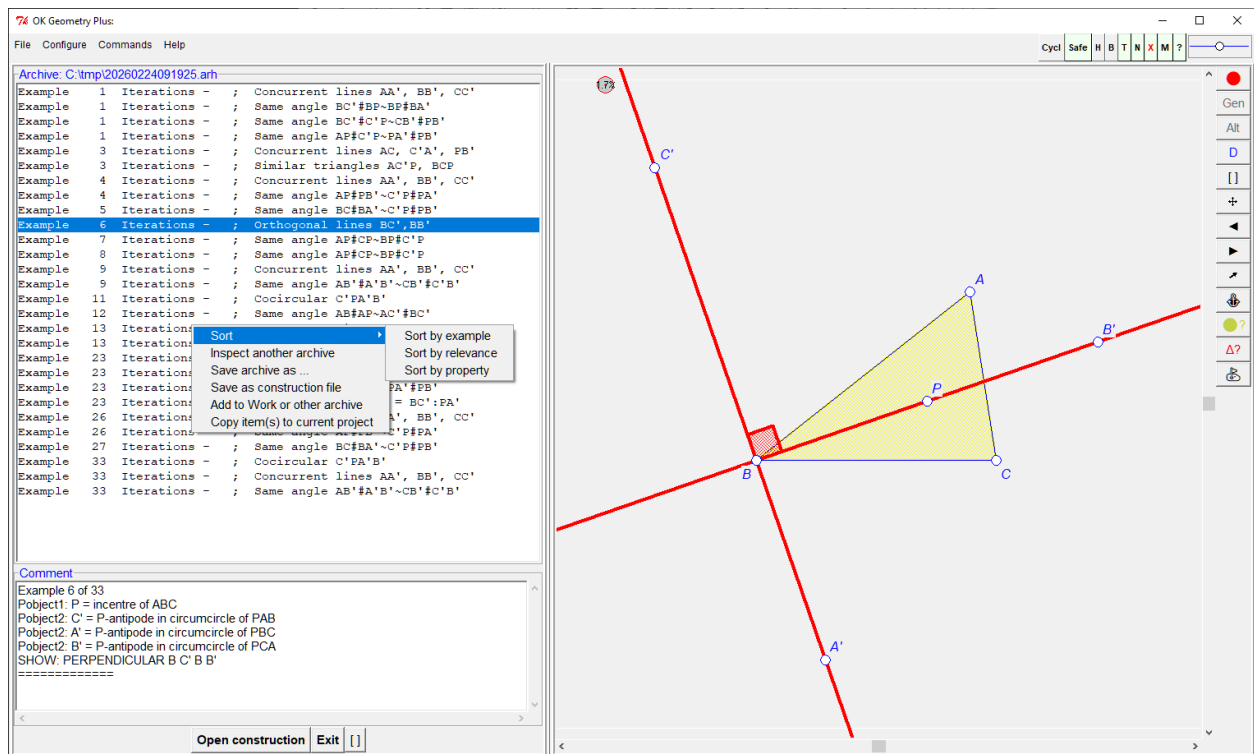 OK Geometry Plus:
File Configure Commands Help
Cycl Safe H B T N X M ?
Archive: C:\tmp\20260224091925.arh
Example 1 Iterations - ; Concurrent lines AA', BB', CC'
Example 1 Iterations - ; Same angle BC'#BP~BP#BA'
Example 1 Iterations - ; Same angle BC'#C'P~CB'#PB'
Example 1 Iterations - ; Same angle AP#C'P~PA'#PB'
Example 3 Iterations - ; Concurrent lines AC, C'A', PB'
Example 3 Iterations - ; Similar triangles AC'P, BCP
Example 4 Iterations - ; Concurrent lines AA', BB', CC'
Example 4 Iterations - ; Same angle AP#PB'~C'P#PA'
Example 5 Iterations - ; Same angle BC#BA'~C'P#PB'
Example 6 Iterations - ; Orthogonal lines BC',BB'
Example 7 Iterations - ; Same angle AP#CP~BP#C'P
Example 8 Iterations - ; Same angle AP#CP~BP#C'P
Example 9 Iterations - ; Concurrent lines AA', BB', CC'
Example 9 Iterations - ; Same angle AB'#A'B'~CB'#C'B'
Example 11 Iterations - ; Cocircular C'PA'B'
Example 12 Iterations - ; Same angle AB#AP~AC'#BC'
Example 13 Iterations
Example 13 Iterations
Example 23 Iterations
Example 23 Iterations
Example 23 Iterations PA'#PB'
Example 23 Iterations = BC':PA'
Example 26 Iterations A', BB', CC'
Example 26 Iterations - ; Same angle AP#PB'~C'P#PA'
Example 27 Iterations - ; Same angle BC#BA'~C'P#PB'
Example 33 Iterations - ; Cocircular C'PA'B'
Example 33 Iterations - ; Concurrent lines AA', BB', CC'
Example 33 Iterations - ; Same angle AB'#A'B'~CB'#C'B'
Sort
Inspect another archive
Save archive as ...
Save as construction file
Add to Work or other archive
Copy item(s) to current project
Sort by example
Sort by relevance
Sort by property
Comment
Example 6 of 33
Pobject1: P = incentre of ABC
Pobject2: C' = P-antipode in circumcircle of PAB
Pobject2: A' = P-antipode in circumcircle of PBC
Pobject2: B' = P-antipode in circumcircle of PCA
SHOW: PERPENDICULAR B C' B B'
=============
Open construction Exit [ ]
1.7%
C'
A
B'
P
B
C
A'
Gen
Alt
D
[ ]
?
Δ?